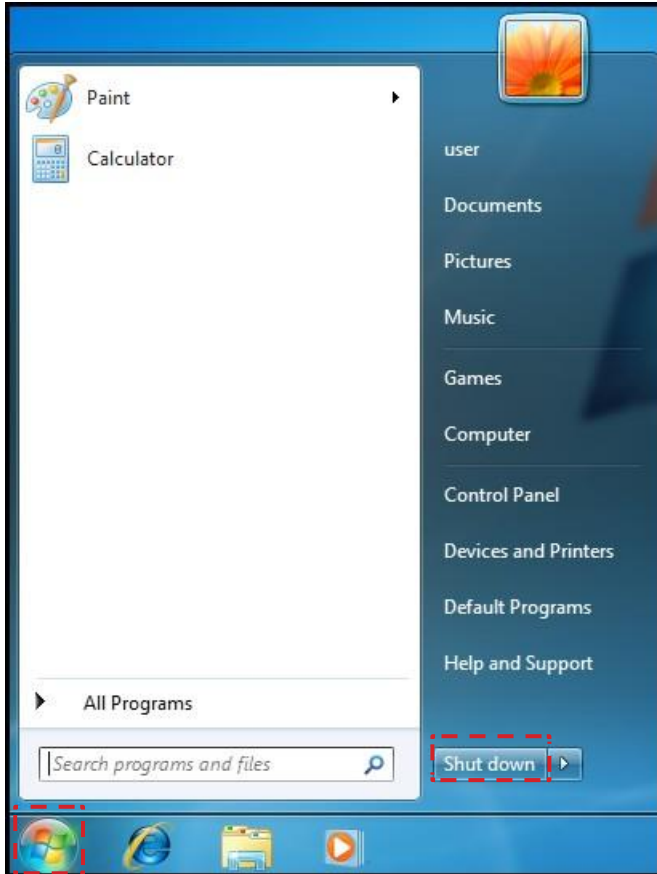 Paint
Calculator
All Programs
Search programs and files
user
Documents
Pictures
Music
Games
Computer
Control Panel
Devices and Printers
Default Programs
Help and Support
Shut down